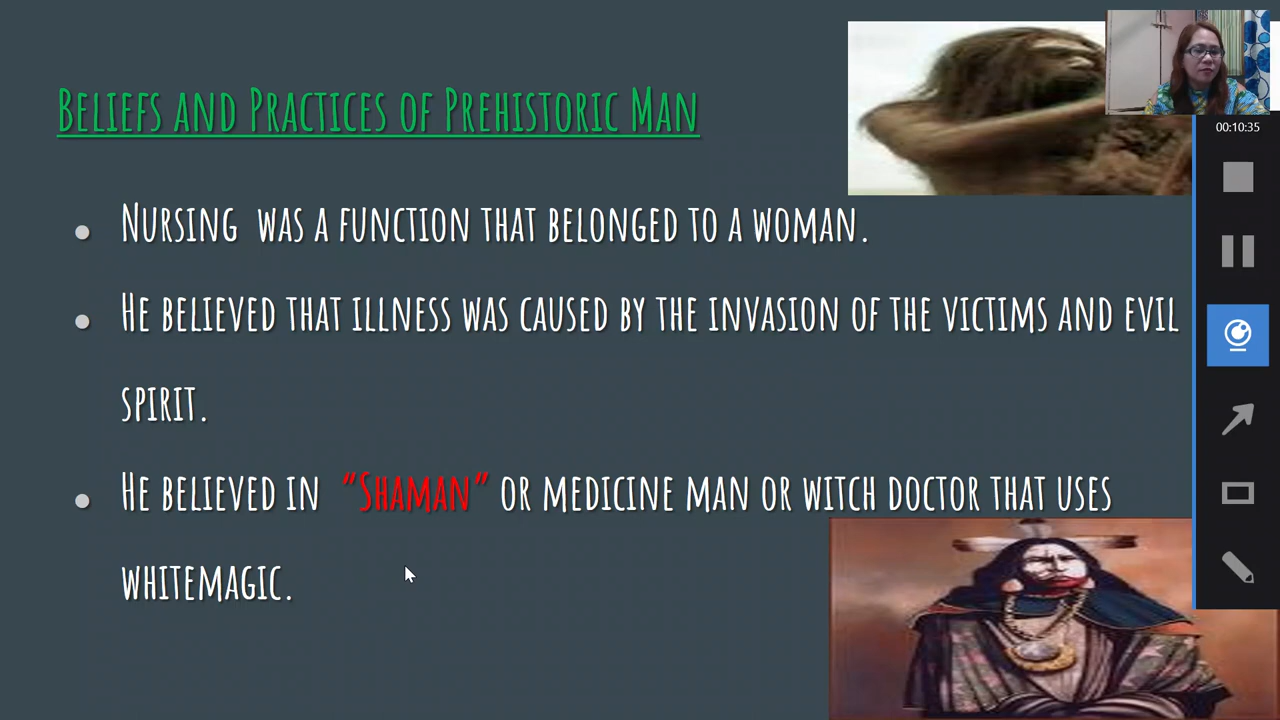 Beliefs and Practices of Prehistoric Man
00:10:35
Nursing was a function that belonged to a woman.
He believed that illness was caused by the invasion of the victims and evil
spirit.
He believed in "Shaman" or medicine man or witch doctor that uses
whitemagic.